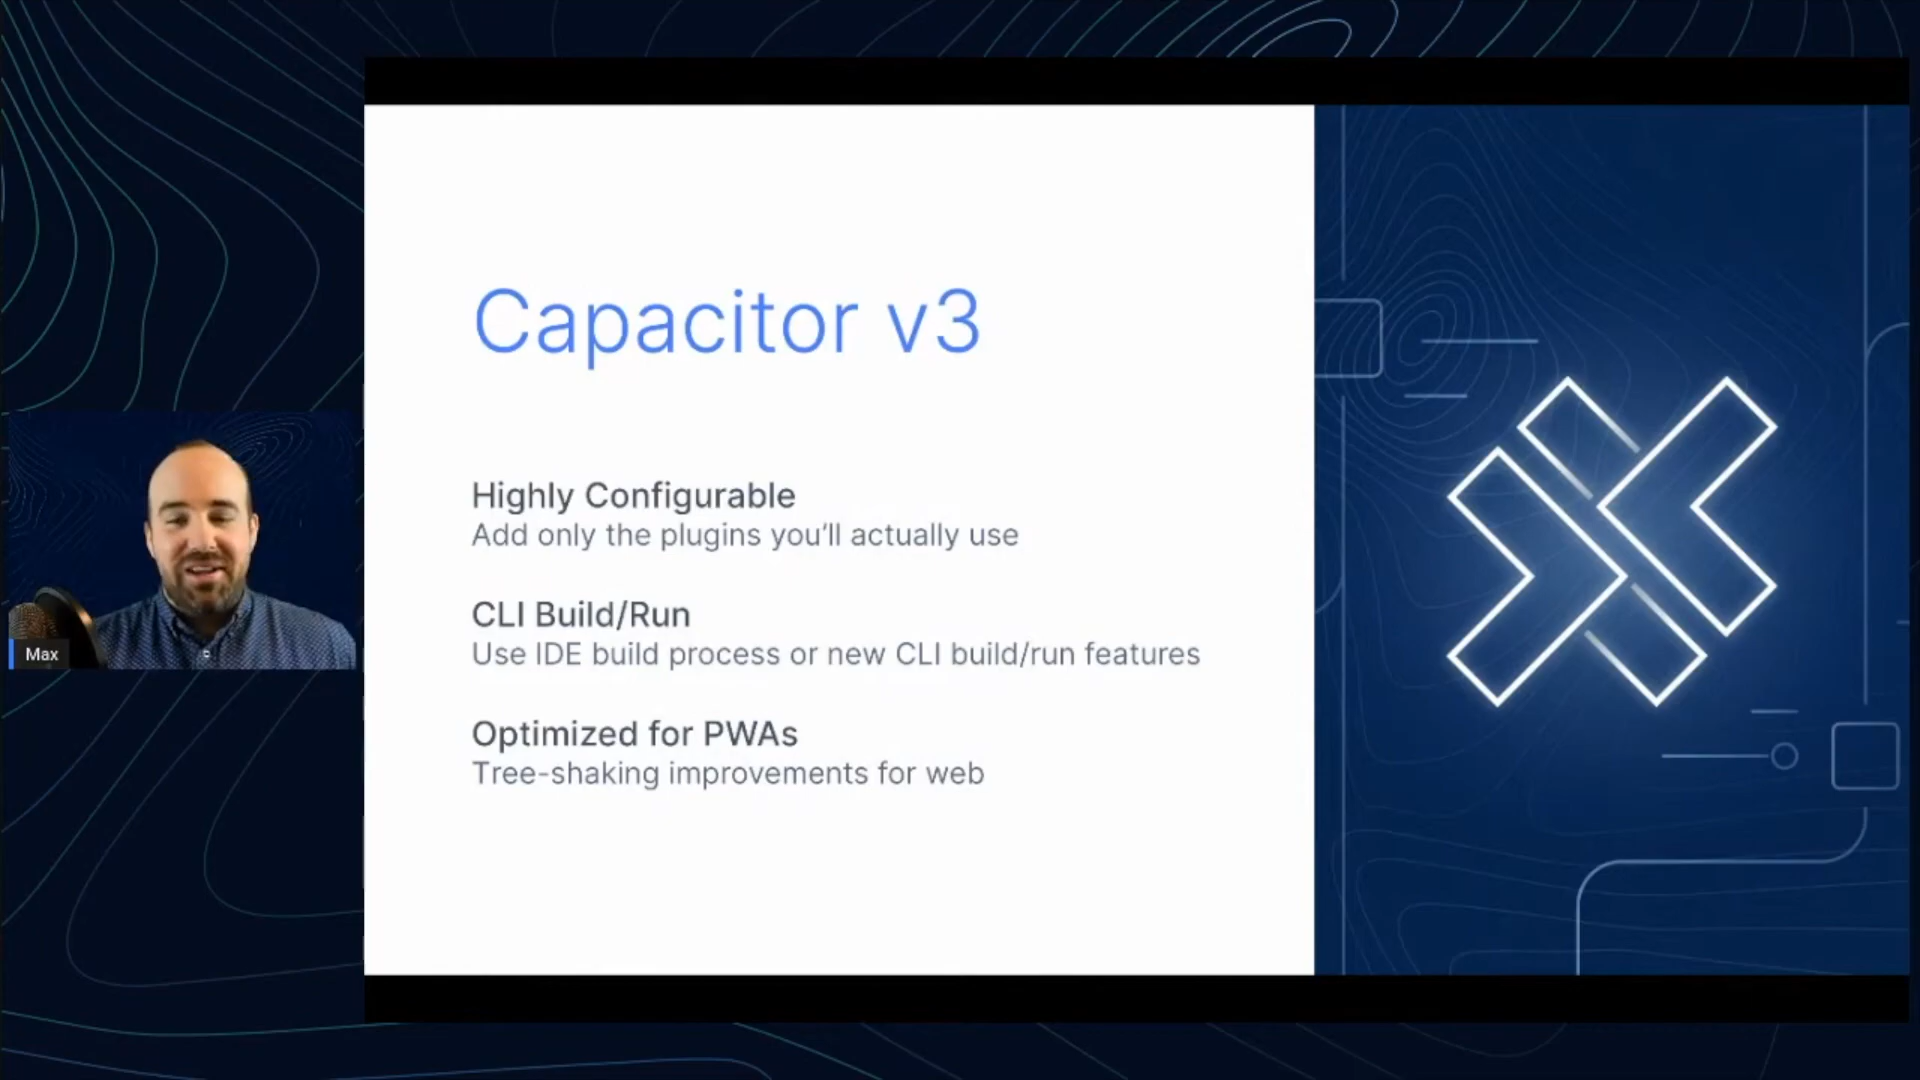 Capacitor v3
Highly Configurable
Add only the plugins you'll actually use
CLI Build/Run
Use IDE build process or new CLI build/run features
Optimized for PWAs
Tree-shaking improvements for web
Max